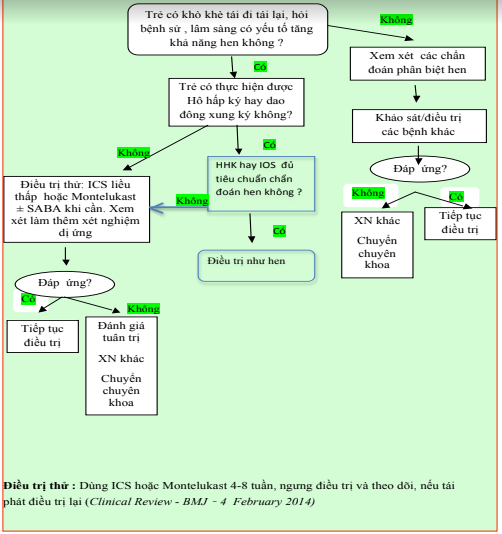 Trẻ có khò khè tái đi tái lại, hỏi
bệnh sử , lâm sàng có yếu tố tăng
khả năng hen không ?
Không
Có
Xem xét các chẩn
đoán phân biệt hen
Trẻ có thực hiện được
Hô hấp ký hay dao
đông xung ký không?
Khảo sát/điều trị
các bệnh khác
Không
Có
Đáp ứng?
HHK hay IOS đủ
tiêu chuẩn chẩn
đoán hen không ?
Điều trị thử: ICS liều
thấp hoặc Montelukast
± SABA khi cần. Xem
xét làm thêm xét nghiệm
dị ứng
Không
Không
Có
XN khác
Chuyển
chuyên
khoa
Tiếp tục
điều trị
Có
Điều trị như hen
Đáp ứng?
Có
Không
Tiếp tục
điều trị
Đánh giá
tuân trị
XN khác
Chuyển
chuyên
khoa
Điều trị thử : Dùng ICS hoặc Montelukast 4-8 tuần, ngưng điều trị và theo dõi, nếu tái
phát điều trị lại (Clinical Review - BMJ - 4 February 2014)